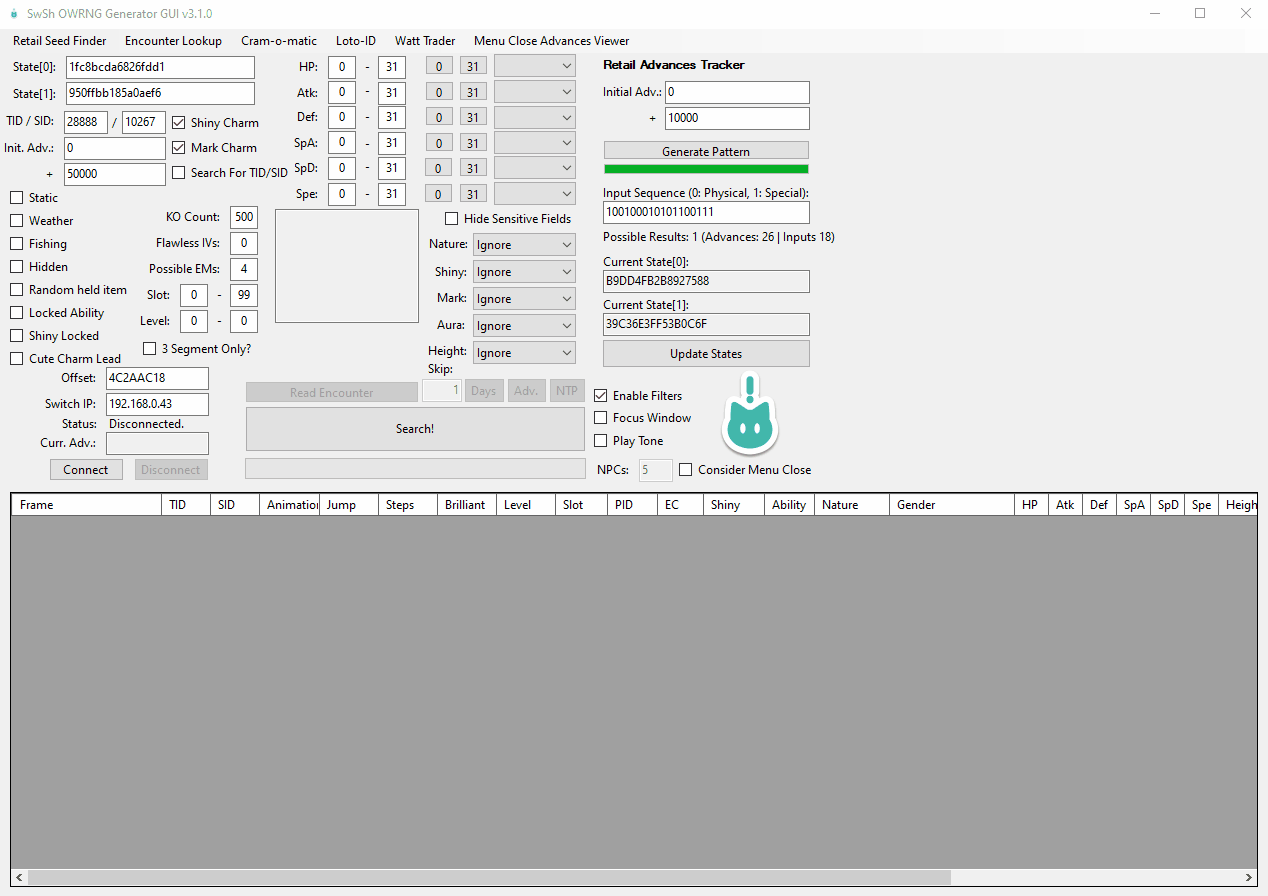 SwSh OWRNG Generator GUI v3.1.0
Retail Seed Finder Encounter Lookup Cram-o-matic Loto-ID Watt Trader Menu Close Advances Viewer
State[0]: 1fc8bcda6826fdd1
State[1]: 950ffbb185a0aef6
TID / SID: 28888 / 10267 Shiny Charm
Init. Adv.: 0 Mark Charm
+ 50000 Search For TID/SID
Static
Weather
Fishing
Hidden
Random held item
Locked Ability
Shiny Locked
Cute Charm Lead
KO Count: 500
Flawless IVs: 0
Possible EMs: 4
Slot: 0 - 99
Level: 0 - 0
3 Segment Only?
Offset: 4C2AAC18
Switch IP: 192.168.0.43
Status: Disconnected.
Curr. Adv.:
Connect Disconnect
HP: 0 - 31 0 31
Atk: 0 - 31 0 31
Def: 0 - 31 0 31
SpA: 0 - 31 0 31
SpD: 0 - 31 0 31
Spe: 0 - 31 0 31
Hide Sensitive Fields
Nature: Ignore
Shiny: Ignore
Mark: Ignore
Aura: Ignore
Height: Ignore
Skip:
Read Encounter 1 Days Adv. NTP
Search!
Retail Advances Tracker
Initial Adv.: 0
+ 10000
Generate Pattern
Input Sequence (0: Physical, 1: Special):
100100010101100111
Possible Results: 1 (Advances: 26 | Inputs 18)
Current State[0]:
B9DD4FB2B8927588
Current State[1]:
39C36E3FF53B0C6F
Update States
Enable Filters
Focus Window
Play Tone
NPCs: 5 Consider Menu Close
Frame TID SID Animation Jump Steps Brilliant Level Slot PID EC Shiny Ability Nature Gender HP Atk Def SpA SpD Spe Heigh